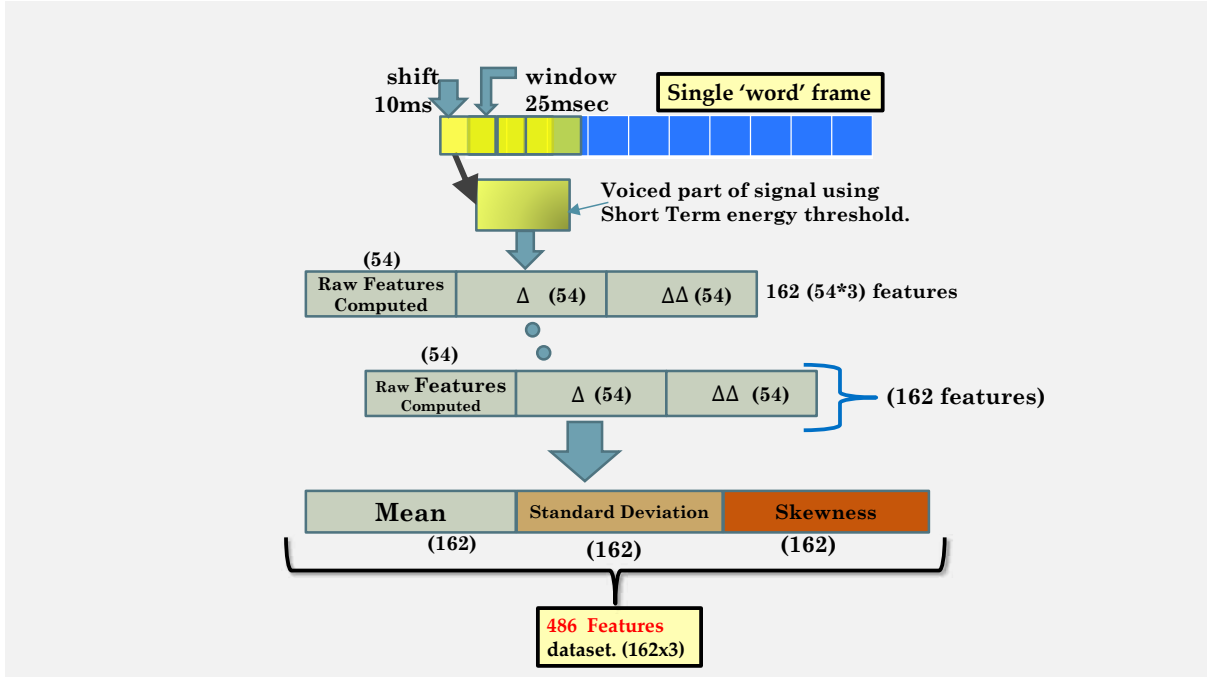 shift
10ms
window
25msec
Single ‘word’ frame
Voiced part of signal using
Short Term energy threshold.
(54)
Raw Features
Computed
Δ (54)
ΔΔ (54)
162 (54*3) features
(54)
Raw Features
Computed
Δ (54)
ΔΔ (54)
(162 features)
Mean
Standard Deviation
Skewness
(162)
(162)
(162)
486 Features
dataset. (162x3)